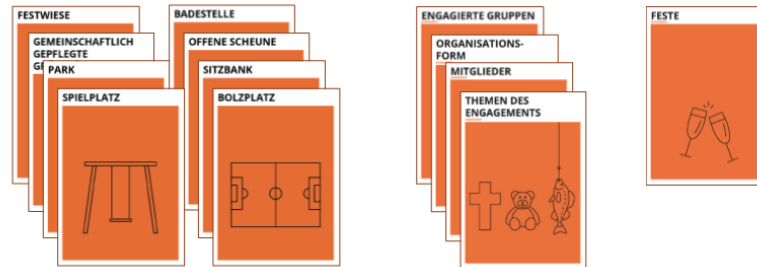 FESTWIESE
GEMEINSCHAFTLICH
GEPFLEGTE
PARK
SPIELPLATZ
BADESTELLE
OFFENE SCHEUNE
SITZBANK
BOLZPLATZ
ENGAGIERTE GRUPPEN
ORGANISATIONS-
FORM
MITGLIEDER
THEMEN DES
ENGAGEMENTS
FESTE